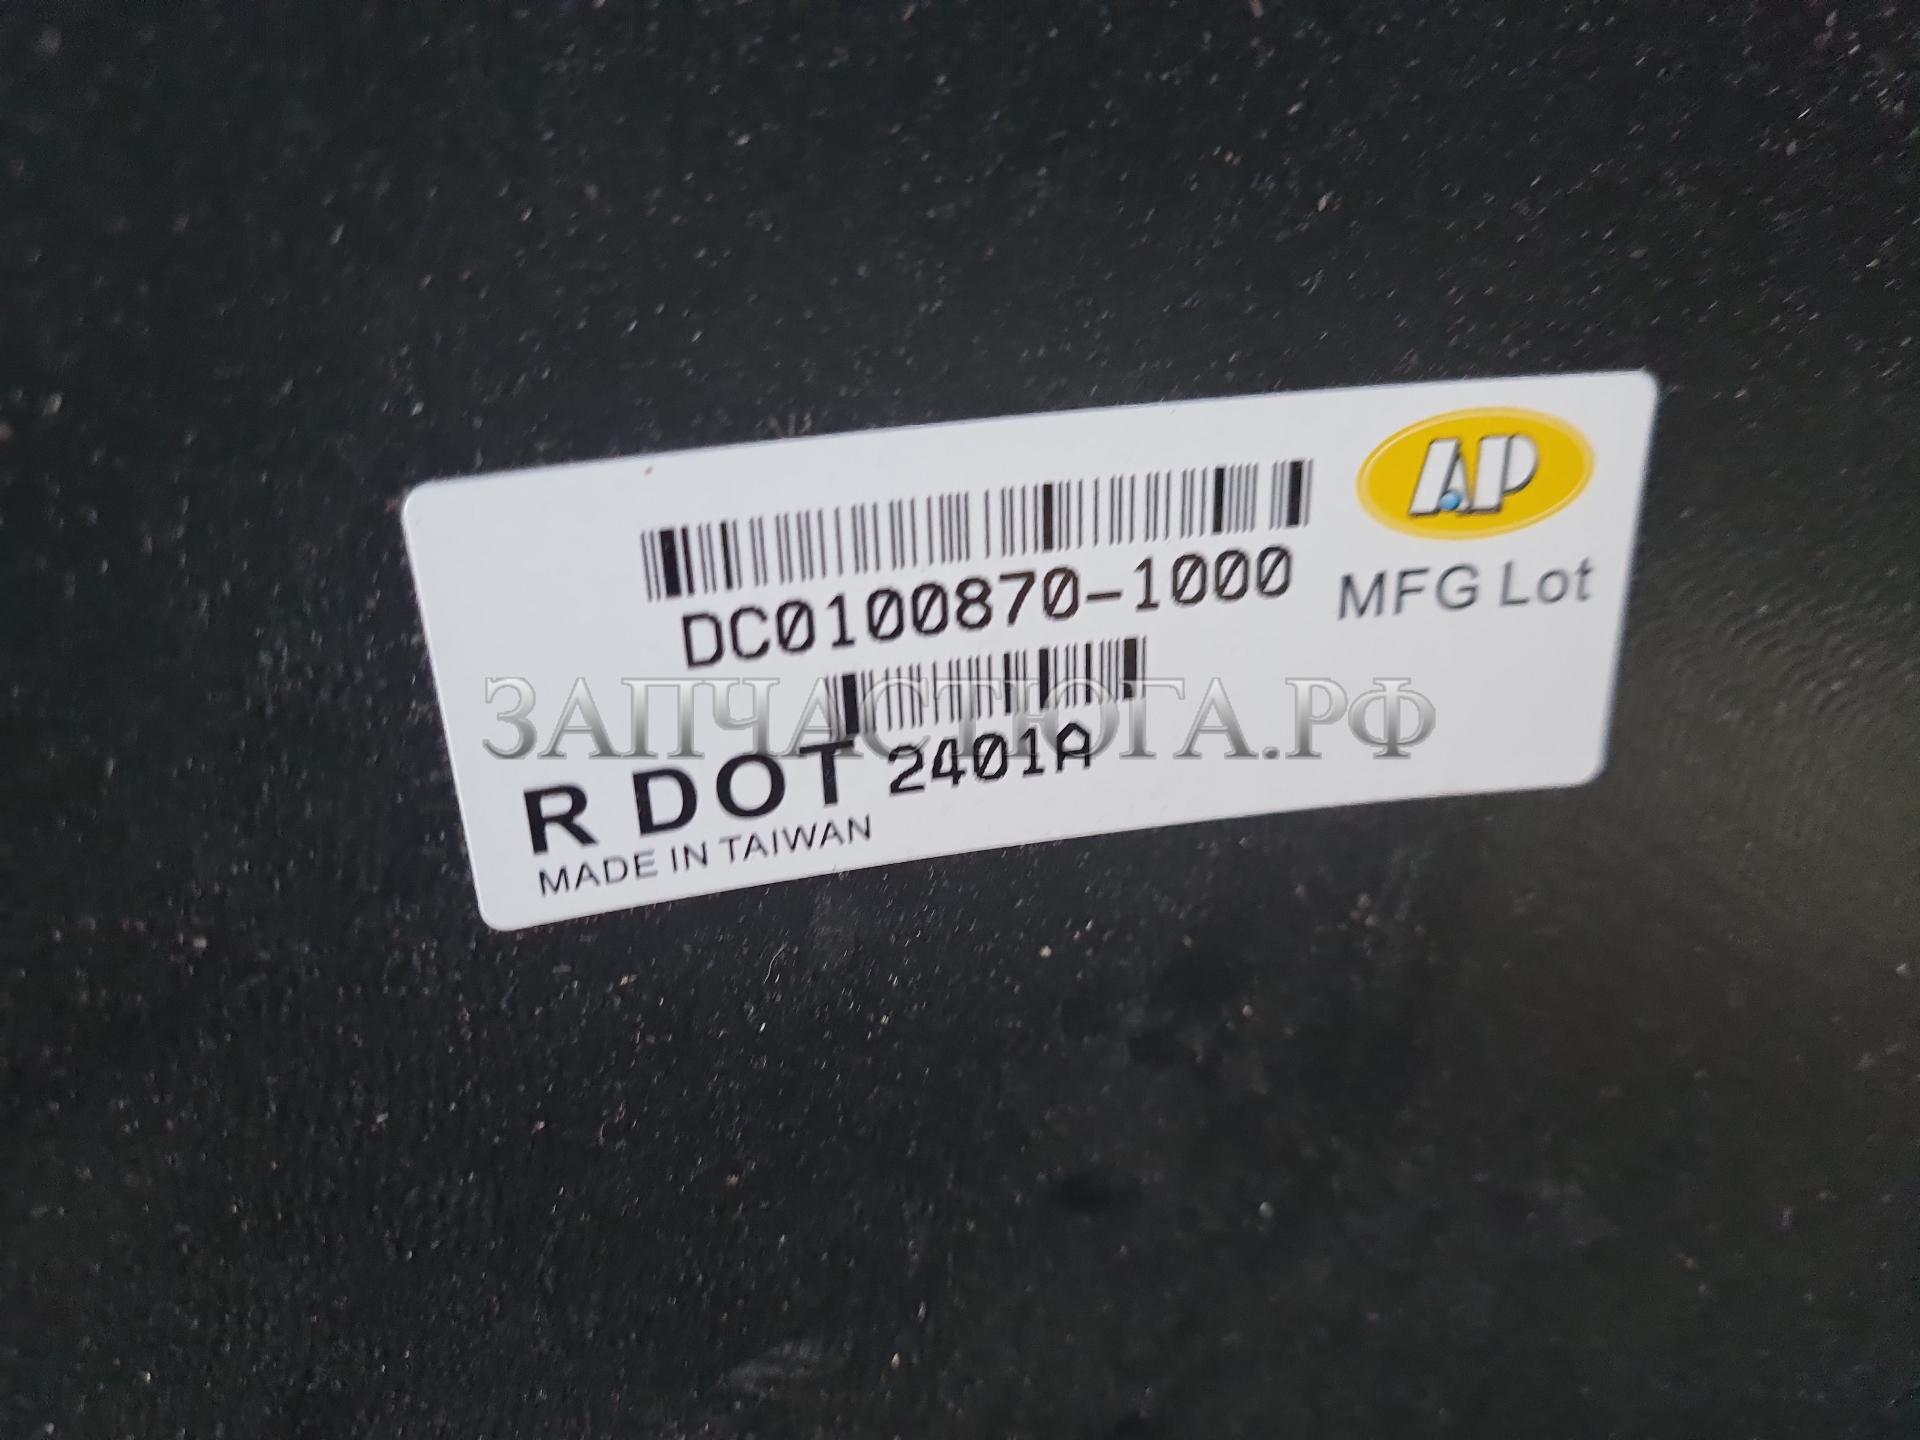 AP
DC0100870-1000
MFG Lot
ЗАПЧАСТЮГА.РФ
R DOT 2401A
MADE IN TAIWAN